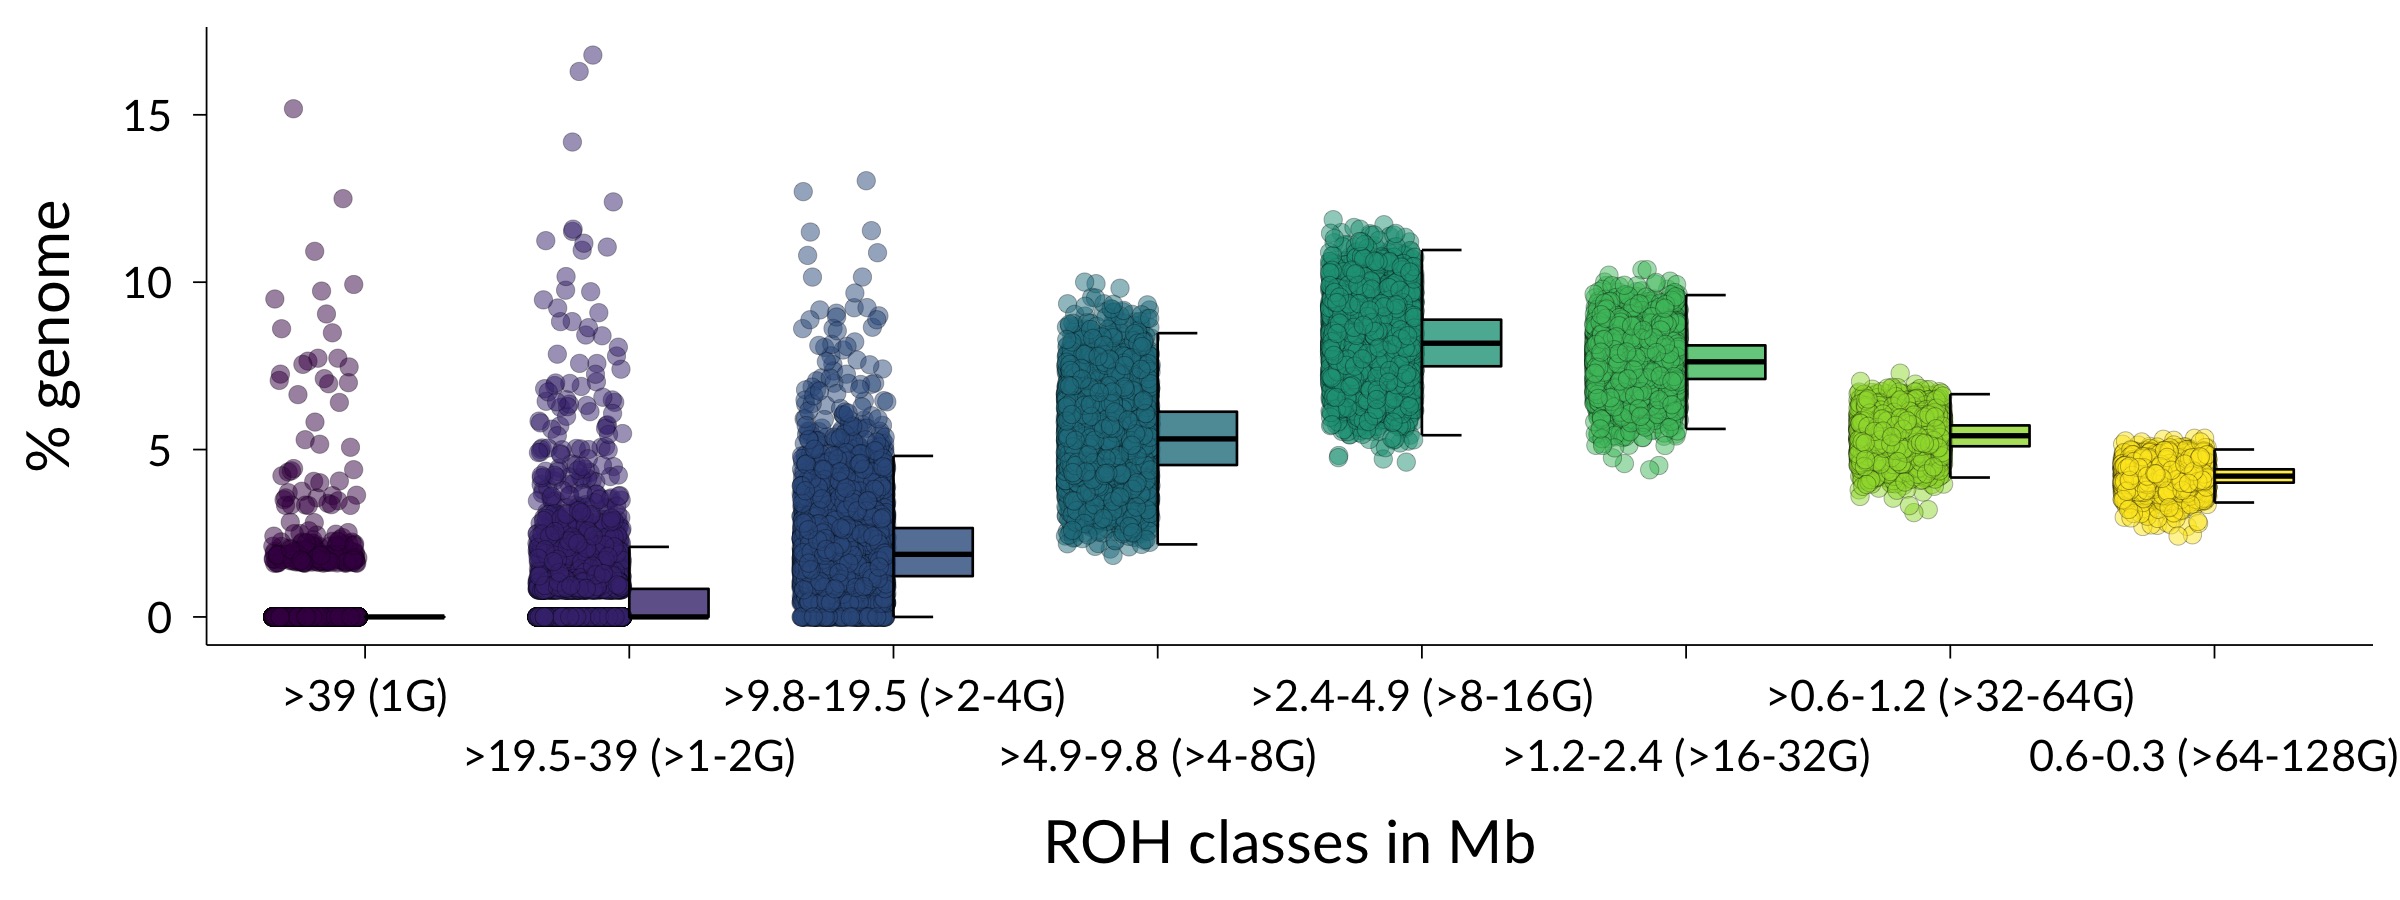 % genome
15
10
5
0
>39 (1G)
>9.8-19.5 (>2-4G)
>2.4-4.9 (>8-16G)
>0.6-1.2 (>32-64G)
>19.5-39 (>1-2G)
>4.9-9.8 (>4-8G)
>1.2-2.4 (>16-32G)
0.6-0.3 (>64-128G)
ROH classes in Mb